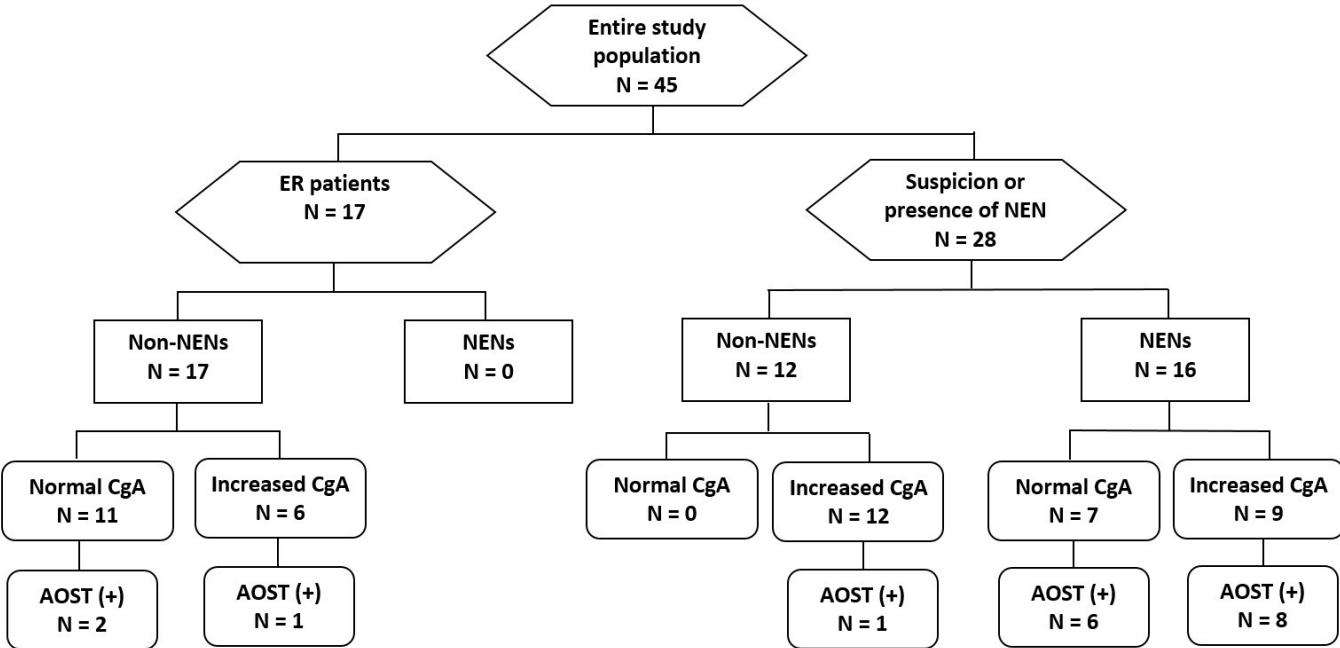 Entire study
population
N = 45
ER patients
N = 17
Suspicion or
presence of NEN
N = 28
Non-NENs
N = 17
NENs
N = 0
Non-NENs
N = 12
NENs
N = 16
Normal CgA
N = 11
Increased CgA
N = 6
Normal CgA
N = 0
Increased CgA
N = 12
Normal CgA
N = 7
Increased CgA
N = 9
AOST (+)
N = 2
AOST (+)
N = 1
AOST (+)
N = 1
AOST (+)
N = 6
AOST (+)
N = 8